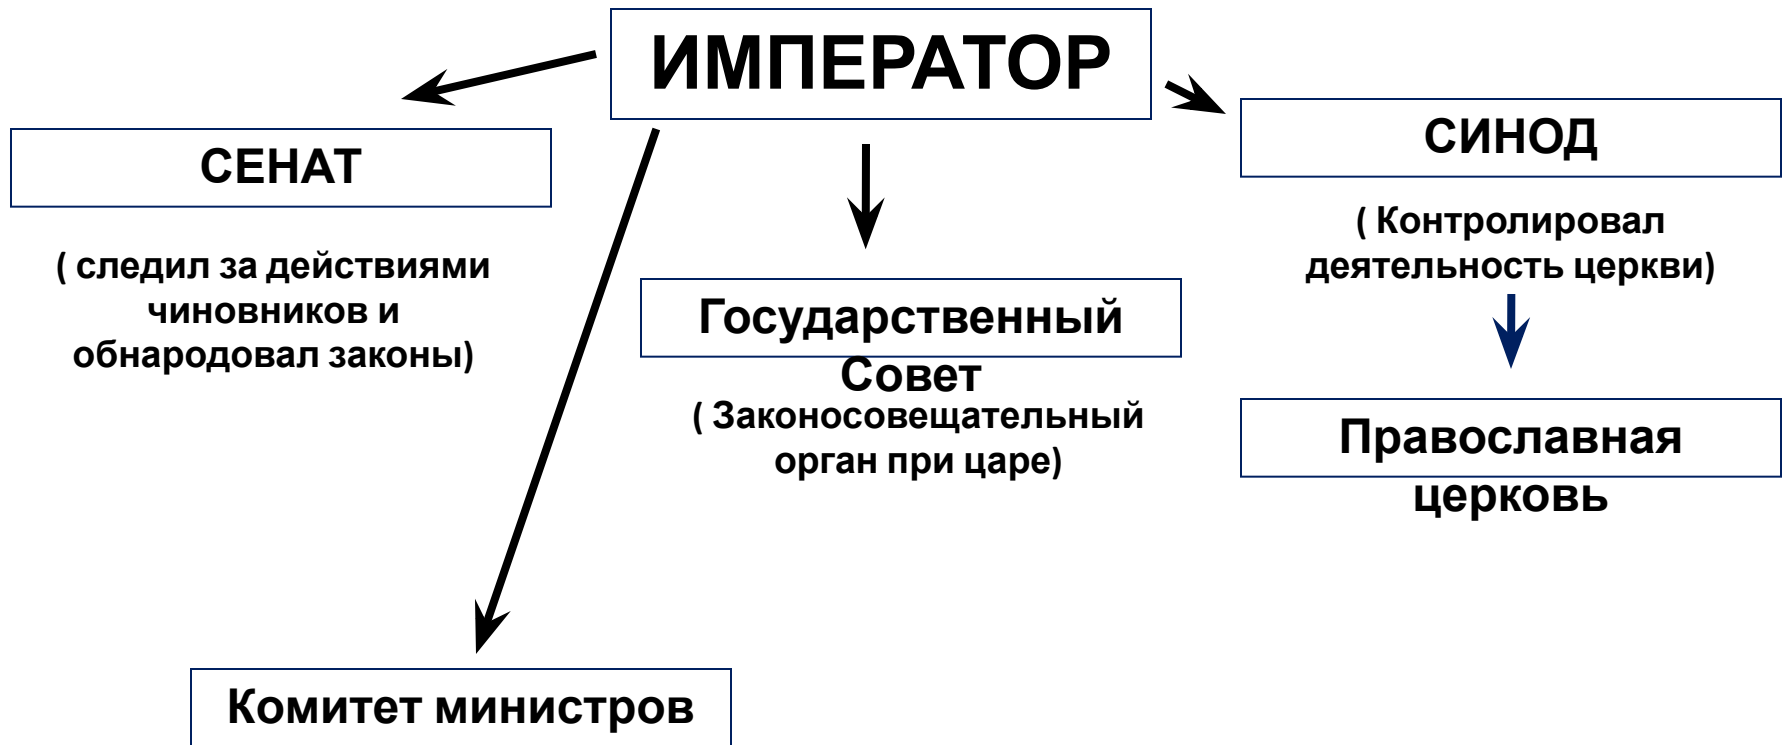 ИМПЕРАТОР
СЕНАТ
( следил за действиями
чиновников и
обнародовал законы)
Государственный
Совет
( Законосовещательный
орган при царе)
СИНОД
( Контролировал
деятельность церкви)
Православная
церковь
Комитет министров